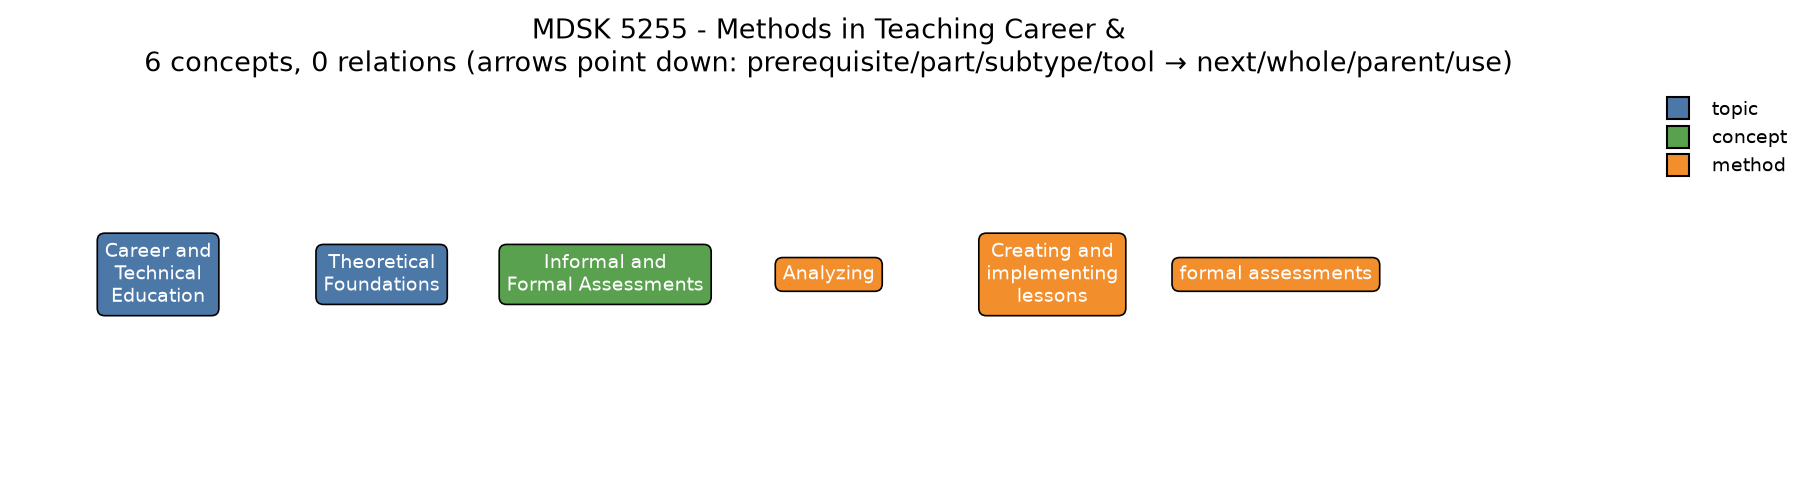 MDSK 5255 - Methods in Teaching Career &
6 concepts, 0 relations (arrows point down: prerequisite/part/subtype/tool → next/whole/parent/use)
topic
concept
method
Career and
Technical
Education
Theoretical
Foundations
Informal and
Formal Assessments
Analyzing
Creating and
implementing
lessons
formal assessments